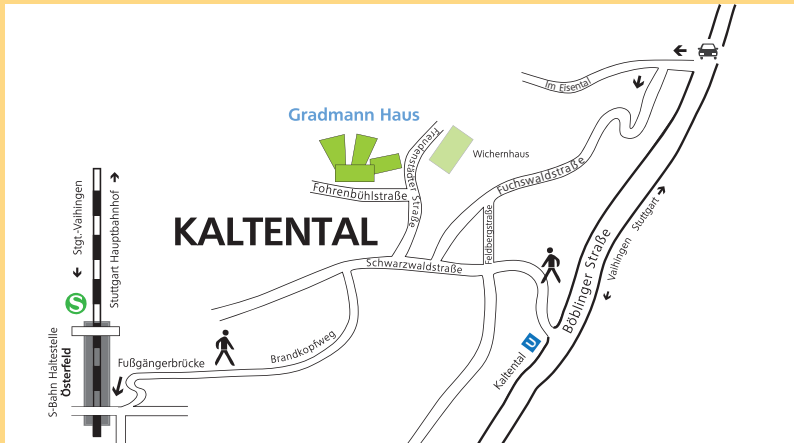 Im Eisental
Gradmann Haus
Freudenstädter Straße
Wichernhaus
Fuchswaldstraße
Fohrenbühlstraße
KALTENTAL
Feldbergstraße
Schwarzwaldstraße
Böblinger Straße
Vaihingen Stuttgart
Stgt.-Vaihingen
Stuttgart Hauptbahnhof
S
S-Bahn Haltestelle
Österfeld
Fußgängerbrücke
Brandkopfweg
Kaltental U